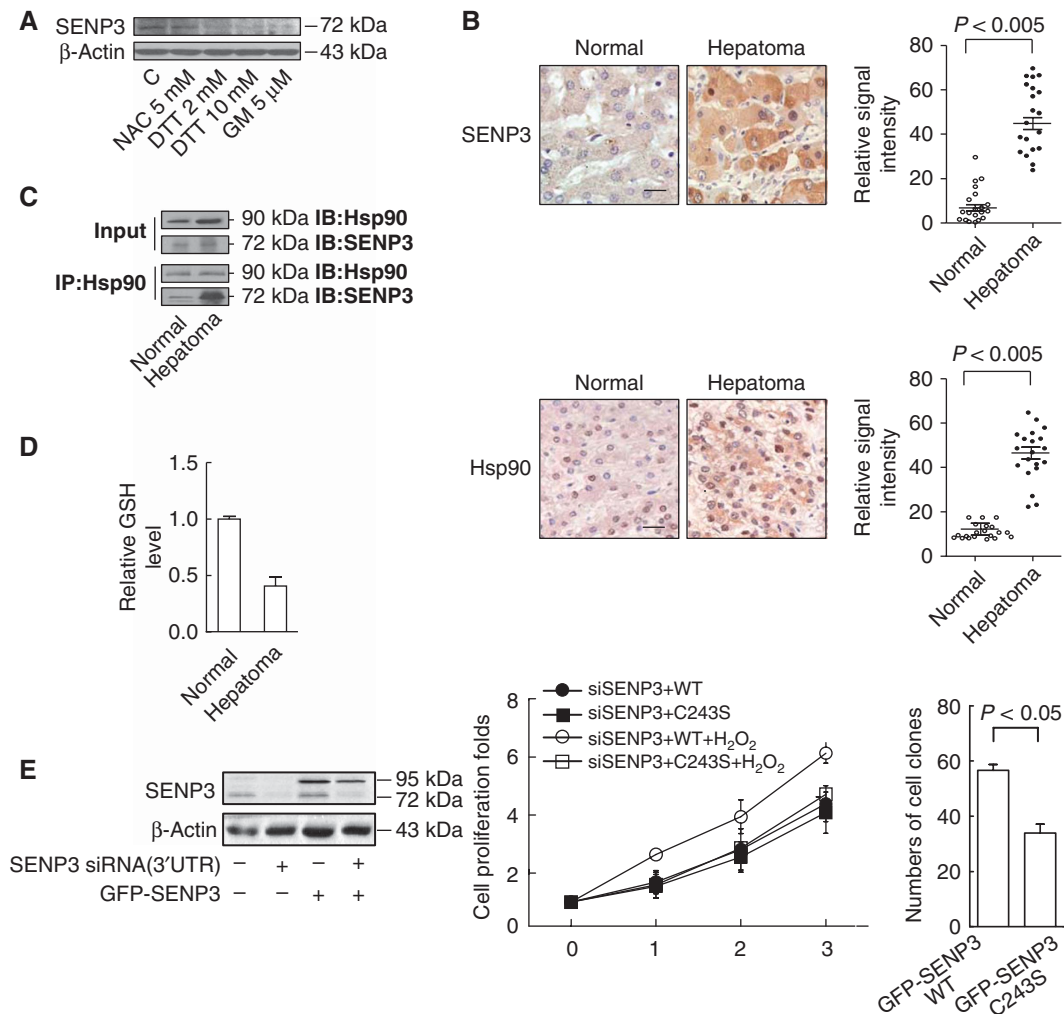 A
SENP3
72 kDa
β-Actin
43 kDa
C
NAC 5 mM
DTT 2 mM
DTT 10 mM
GM 5 μM
B
Normal
Hepatoma
SENP3
P < 0.005
Relative signal intensity
80
60
40
20
0
Normal
Hepatoma
Normal
Hepatoma
Hsp90
P < 0.005
Relative signal intensity
80
60
40
20
0
Normal
Hepatoma
C
Input
90 kDa IB:Hsp90
72 kDa IB:SENP3
IP:Hsp90
90 kDa IB:Hsp90
72 kDa IB:SENP3
Normal
Hepatoma
D
Relative GSH level
1.5
1.0
0.5
0.0
Normal
Hepatoma
E
SENP3
95 kDa
72 kDa
β-Actin
43 kDa
SENP3 siRNA(3'UTR) − + − +
GFP-SENP3 − − + +
Cell proliferation folds
8
6
4
2
0
0 1 2 3
siSENP3+WT
siSENP3+C243S
siSENP3+WT+H₂O₂
siSENP3+C243S+H₂O₂
Numbers of cell clones
80
60
40
20
0
P < 0.05
GFP-SENP3 WT
GFP-SENP3 C243S